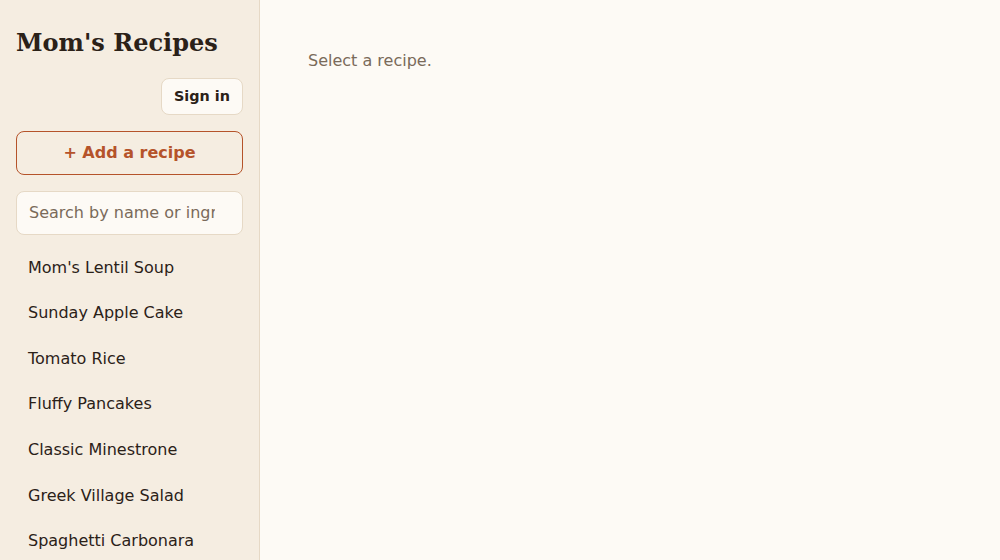 Mom's Recipes
Sign in
+ Add a recipe
Search by name or ingr
Mom's Lentil Soup
Sunday Apple Cake
Tomato Rice
Fluffy Pancakes
Classic Minestrone
Greek Village Salad
Spaghetti Carbonara
Select a recipe.